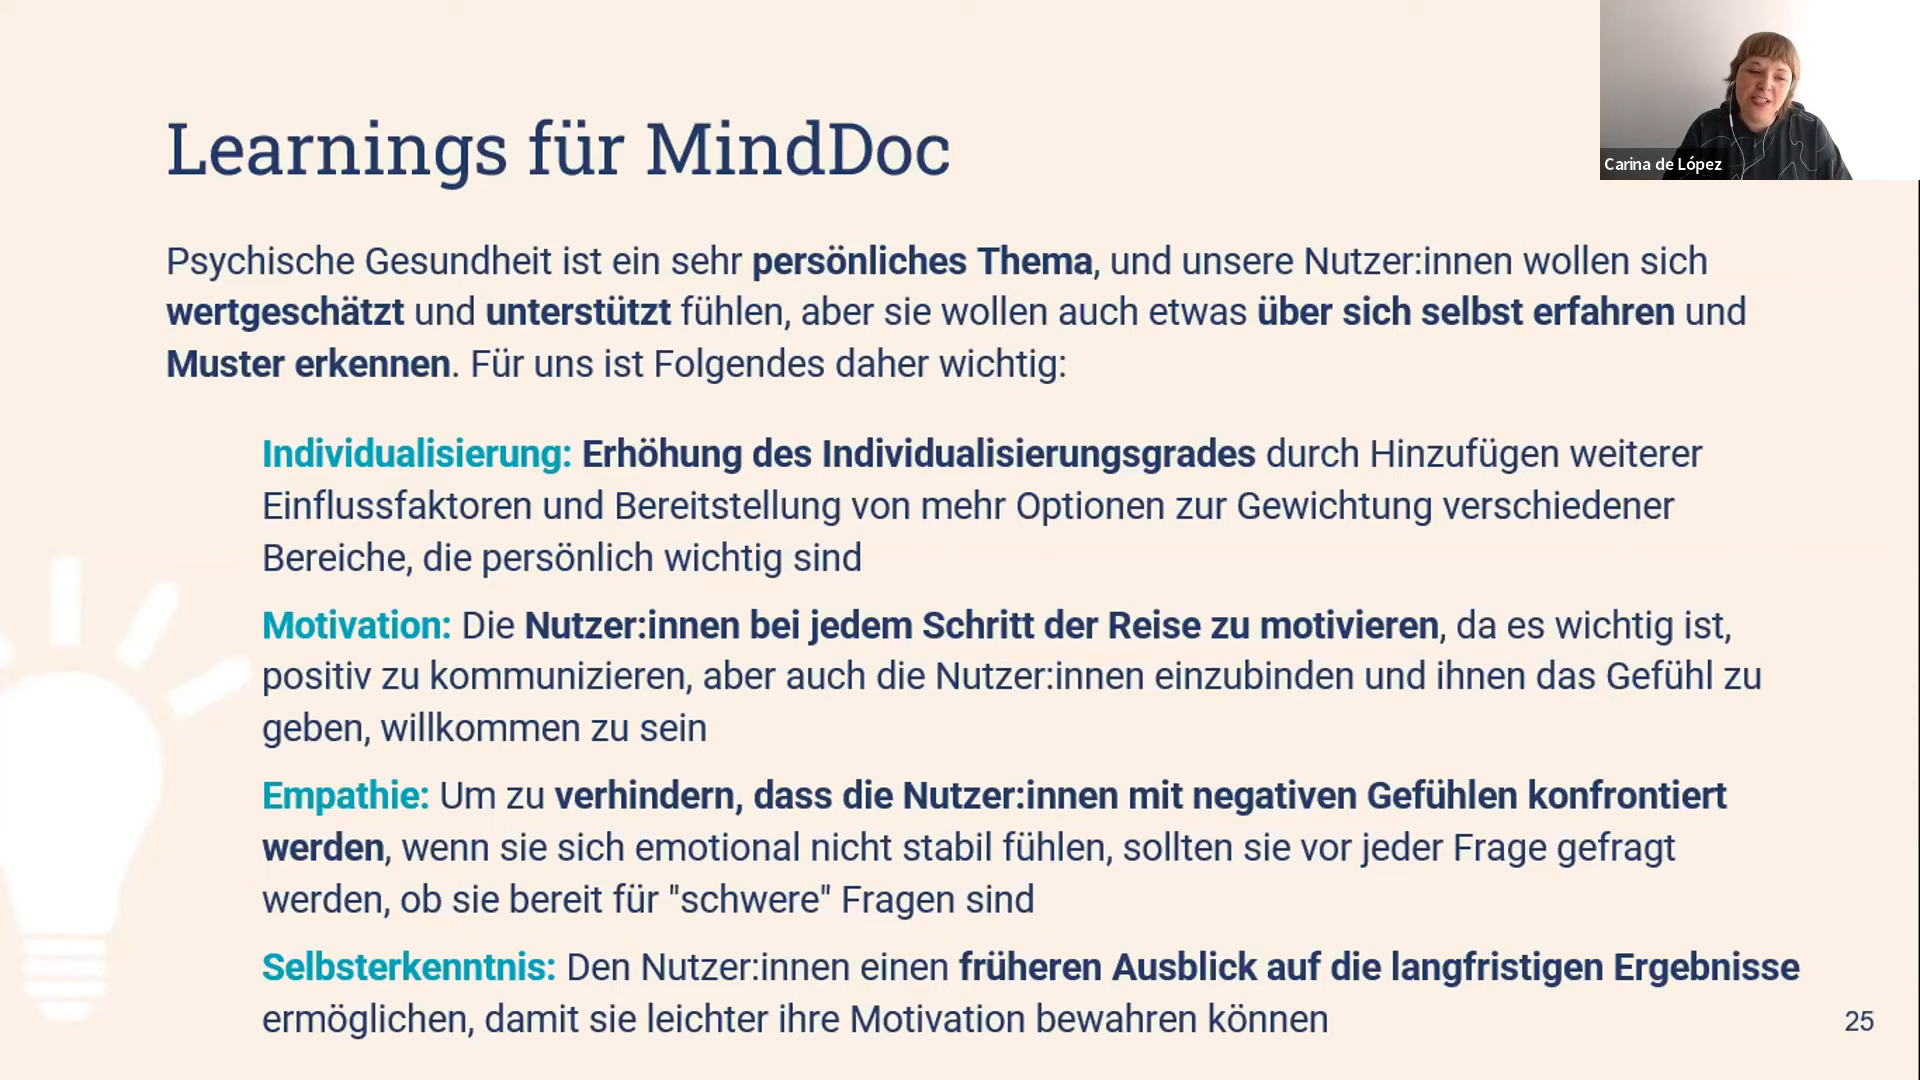 Learnings für MindDoc
Carina de López
Psychische Gesundheit ist ein sehr persönliches Thema, und unsere Nutzer:innen wollen sich
wertgeschätzt und unterstützt fühlen, aber sie wollen auch etwas über sich selbst erfahren und
Muster erkennen. Für uns ist Folgendes daher wichtig:
Individualisierung: Erhöhung des Individualisierungsgrades durch Hinzufügen weiterer
Einflussfaktoren und Bereitstellung von mehr Optionen zur Gewichtung verschiedener
Bereiche, die persönlich wichtig sind
Motivation: Die Nutzer:innen bei jedem Schritt der Reise zu motivieren, da es wichtig ist,
positiv zu kommunizieren, aber auch die Nutzer:innen einzubinden und ihnen das Gefühl zu
geben, willkommen zu sein
Empathie: Um zu verhindern, dass die Nutzer:innen mit negativen Gefühlen konfrontiert
werden, wenn sie sich emotional nicht stabil fühlen, sollten sie vor jeder Frage gefragt
werden, ob sie bereit für "schwere" Fragen sind
Selbsterkenntnis: Den Nutzer:innen einen früheren Ausblick auf die langfristigen Ergebnisse
ermöglichen, damit sie leichter ihre Motivation bewahren können
25